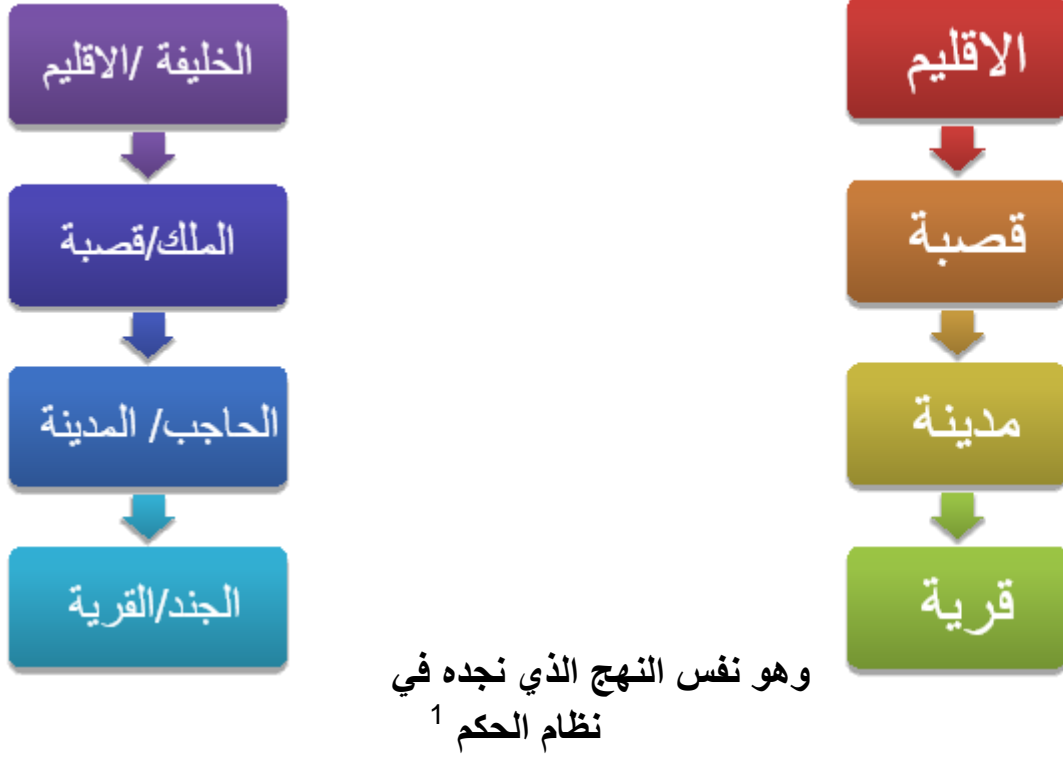 الاقليم
قصبة
مدينة
قرية
وهو نفس النهج الذي نجده في
نظام الحكم 1
الخليفة /الاقليم
الملك/قصبة
الحاجب/ المدينة
الجند/القرية